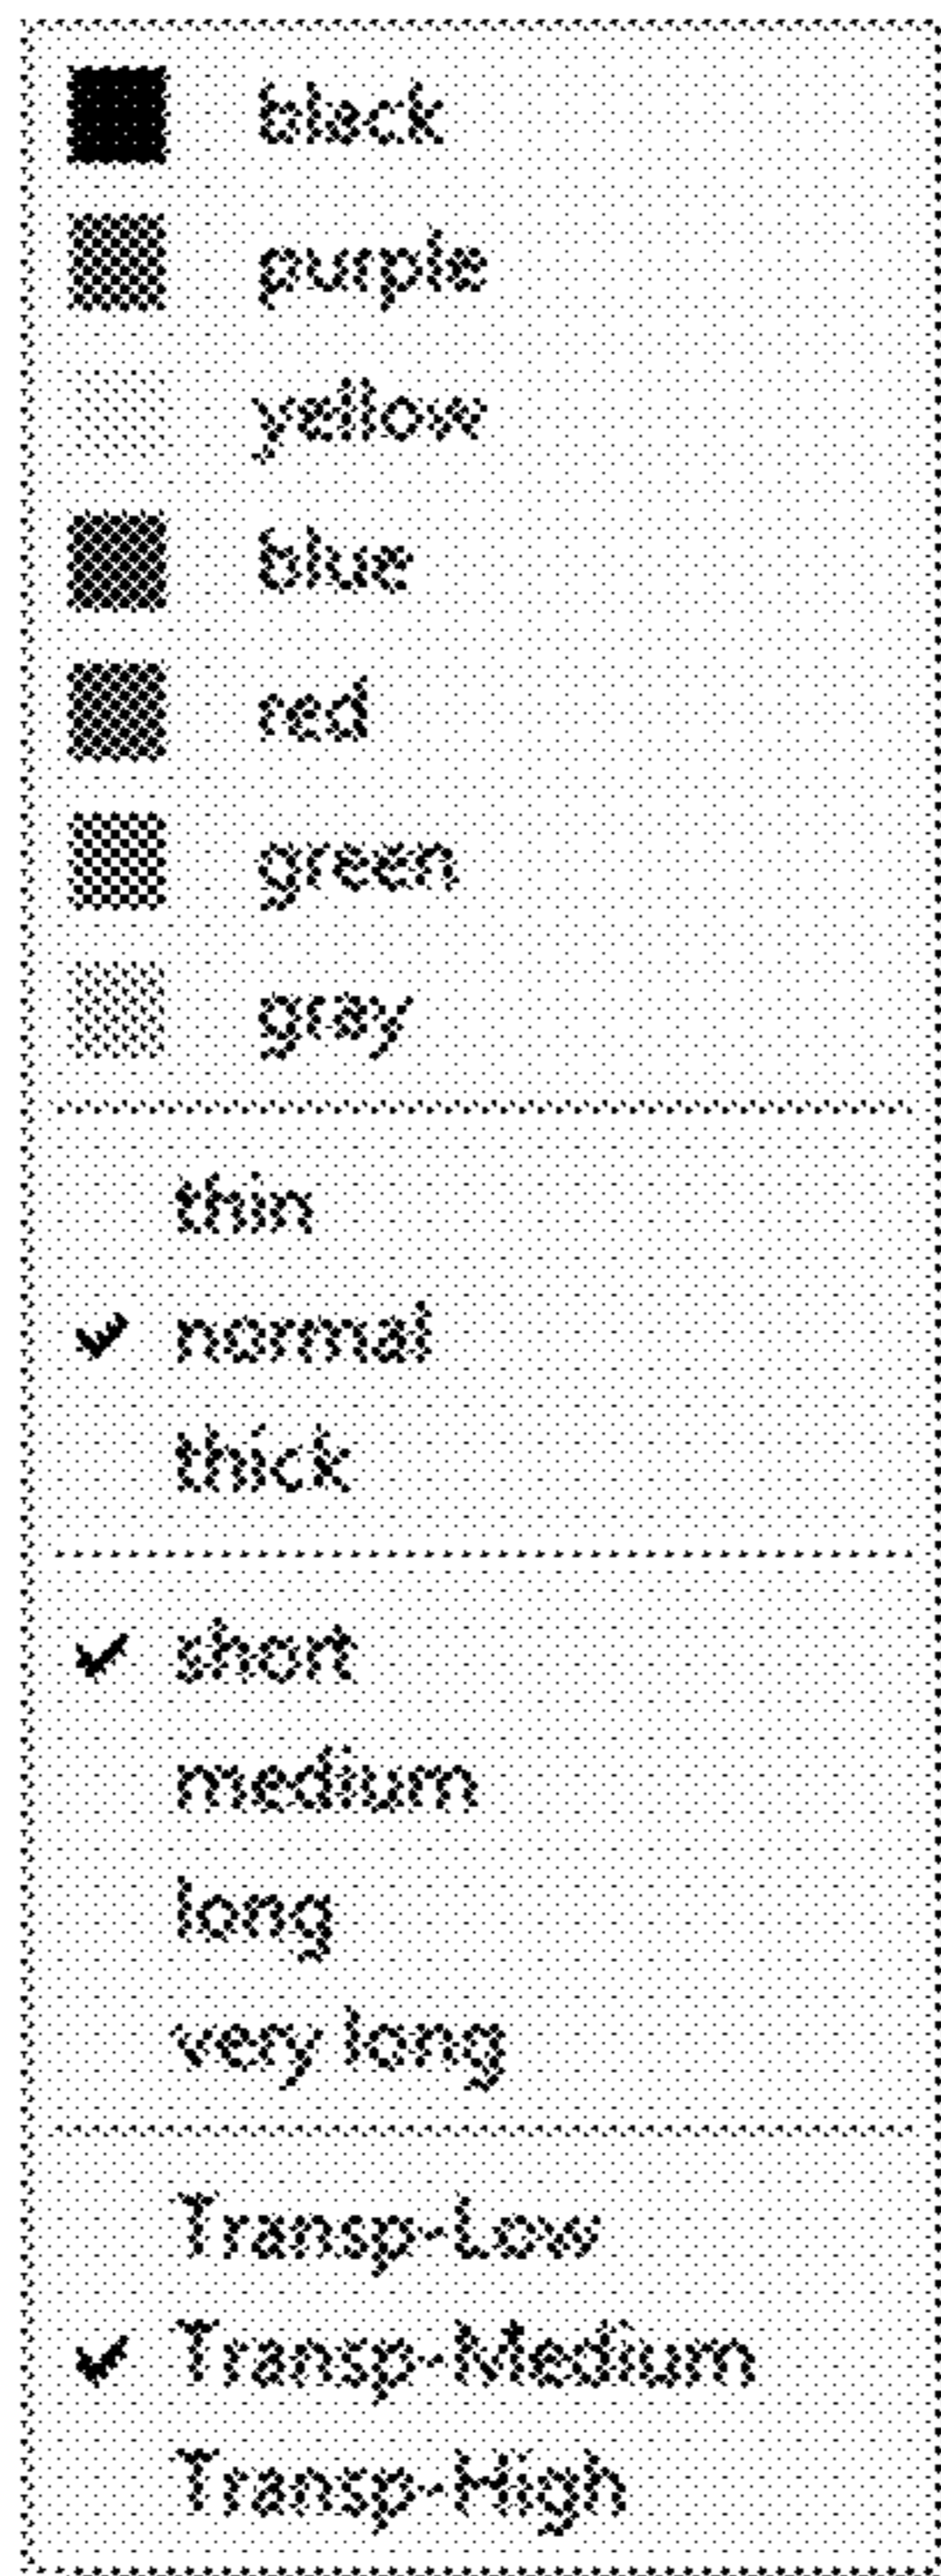 black
purple
yellow
blue
red
green
gray
thin
normal
thick
short
medium
long
very long
Transp-Low
Transp-Medium
Transp-High